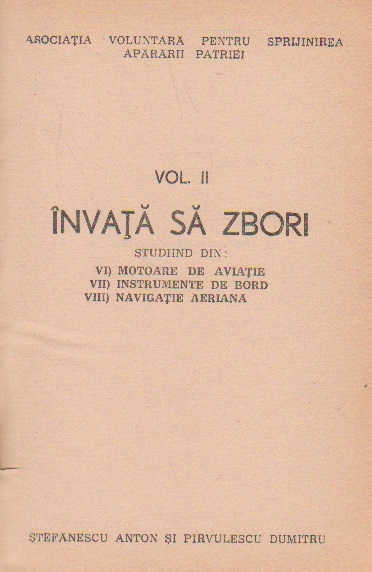 ASOCIAȚIA VOLUNTARĂ PENTRU SPRIJINIREA
APĂRĂRII PATRIEI
VOL. II
ÎNVAȚĂ SĂ ZBORI
STUDIIND DIN:
VI) MOTOARE DE AVIAȚIE
VII) INSTRUMENTE DE BORD
VIII) NAVIGAȚIE AERIANĂ
ȘTEFĂNESCU ANTON ȘI PÎRVULESCU DUMITRU